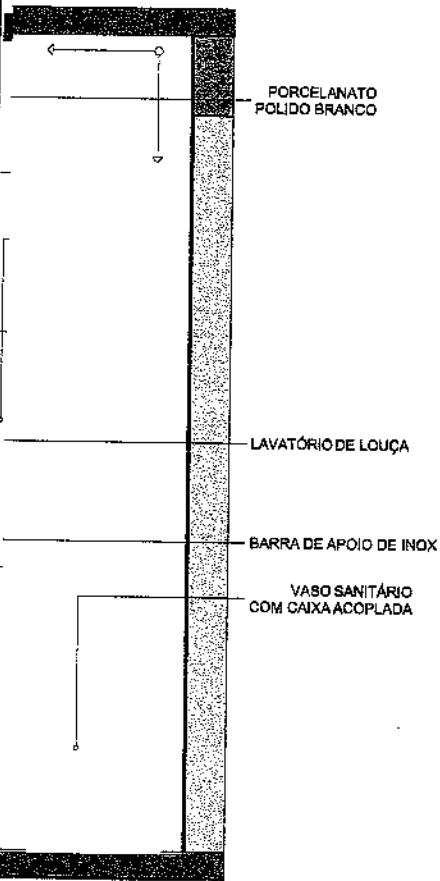 PORCELANATO
POLIDO BRANCO
LAVATÓRIO DE LOUÇA
BARRA DE APOIO DE INOX
VASO SANITÁRIO
COM CAIXA ACOPLADA